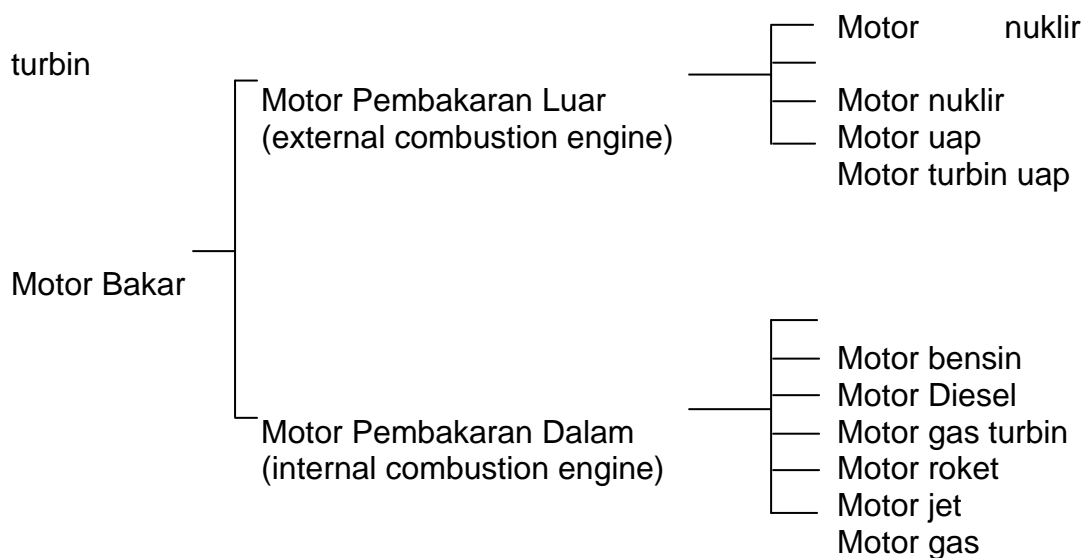 Motor nuklir
turbin
Motor Pembakaran Luar
(external combustion engine)
Motor nuklir
Motor uap
Motor turbin uap
Motor Bakar
Motor Pembakaran Dalam
(internal combustion engine)
Motor bensin
Motor Diesel
Motor gas turbin
Motor roket
Motor jet
Motor gas